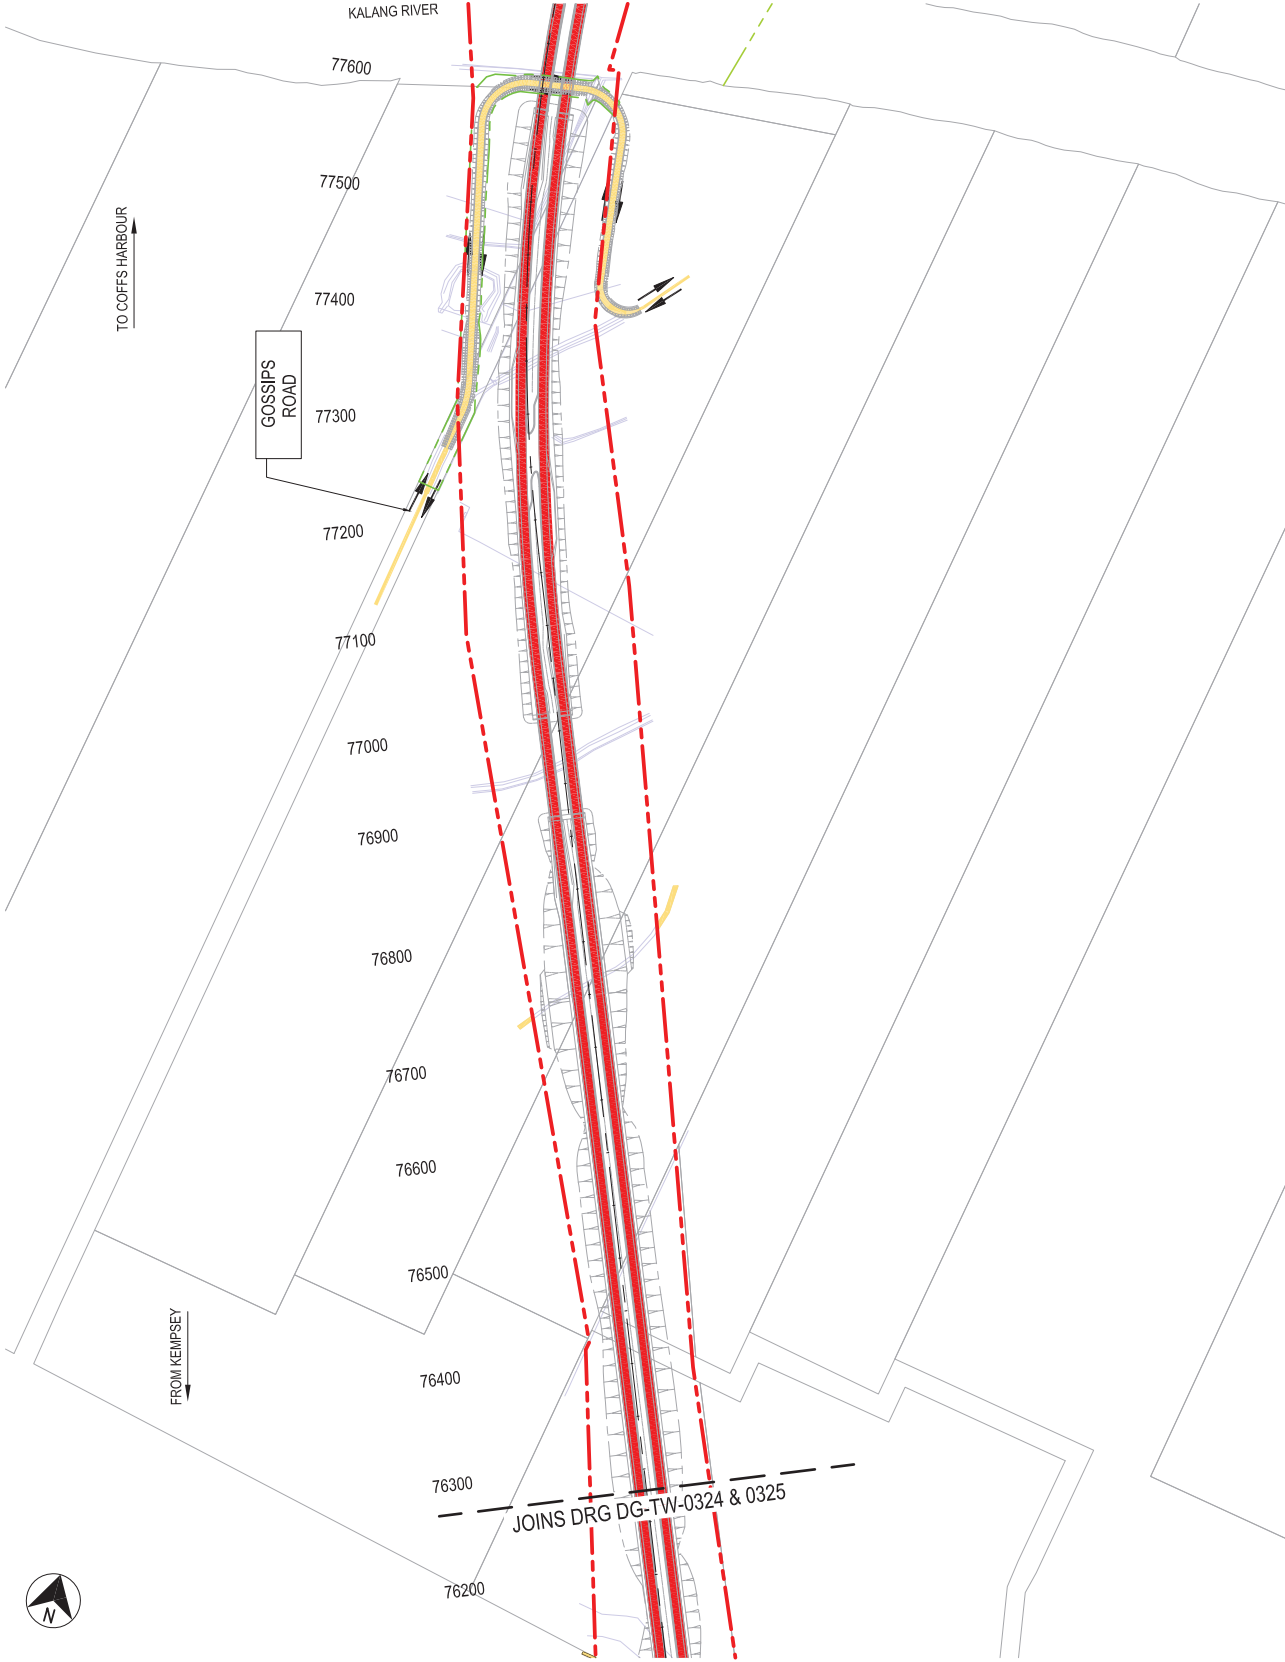 KALANG RIVER
77600
77500
TO COFFS HARBOUR
77400
GOSSIPS
ROAD
77300
77200
77100
77000
76900
76800
76700
76600
76500
FROM KEMPSEY
76400
76300
JOINS DRG DG-TW-0324 & 0325
76200
N